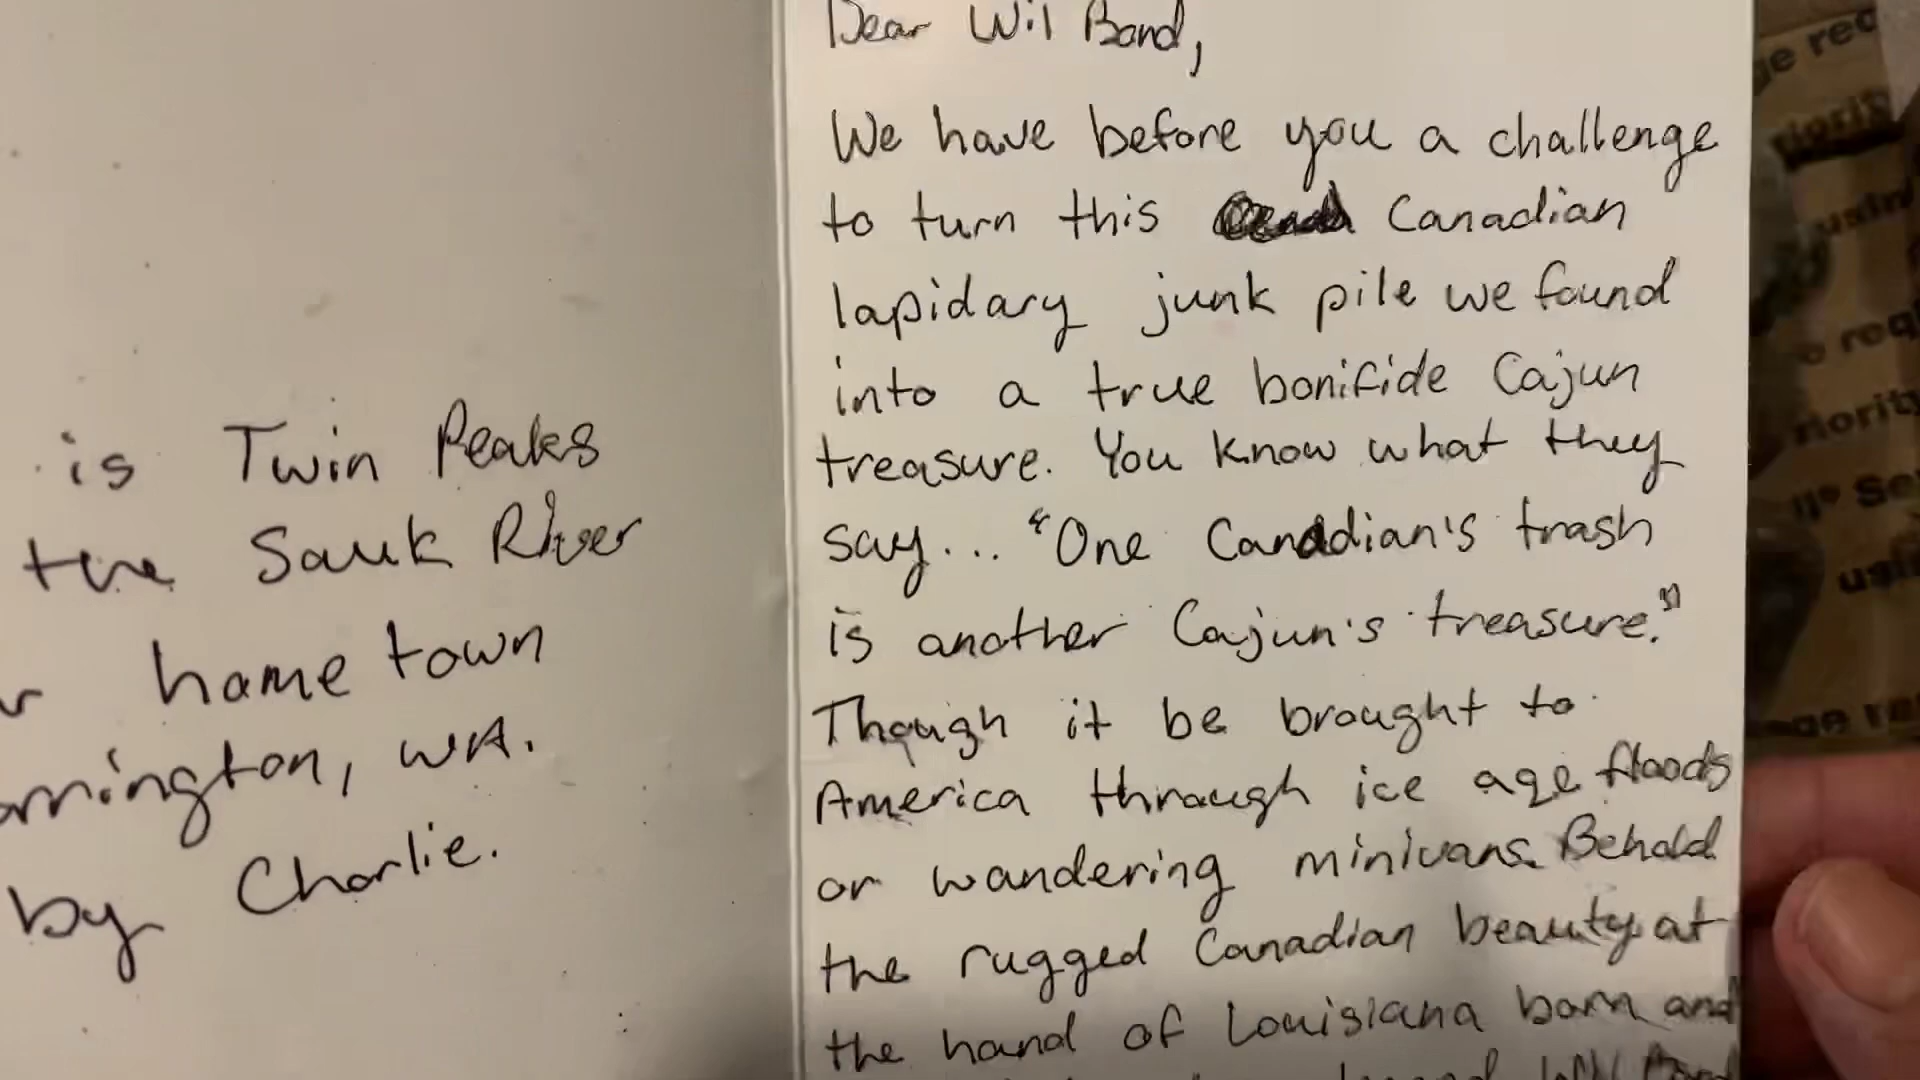 is Twin Peaks
the Sauk River
home town
WA.
by Charlie.
Dear Wil Bond,
We have before you a challenge
to turn this Canadian
lapidary junk pile we found
into a true bonifide Cajun
treasure. You know what they
say... "One Canadian's trash
is another Cajun's treasure."
Though it be brought to
America through ice age floods
or wandering minivans. Behold
the rugged Canadian beauty at
the hand of Louisiana born and